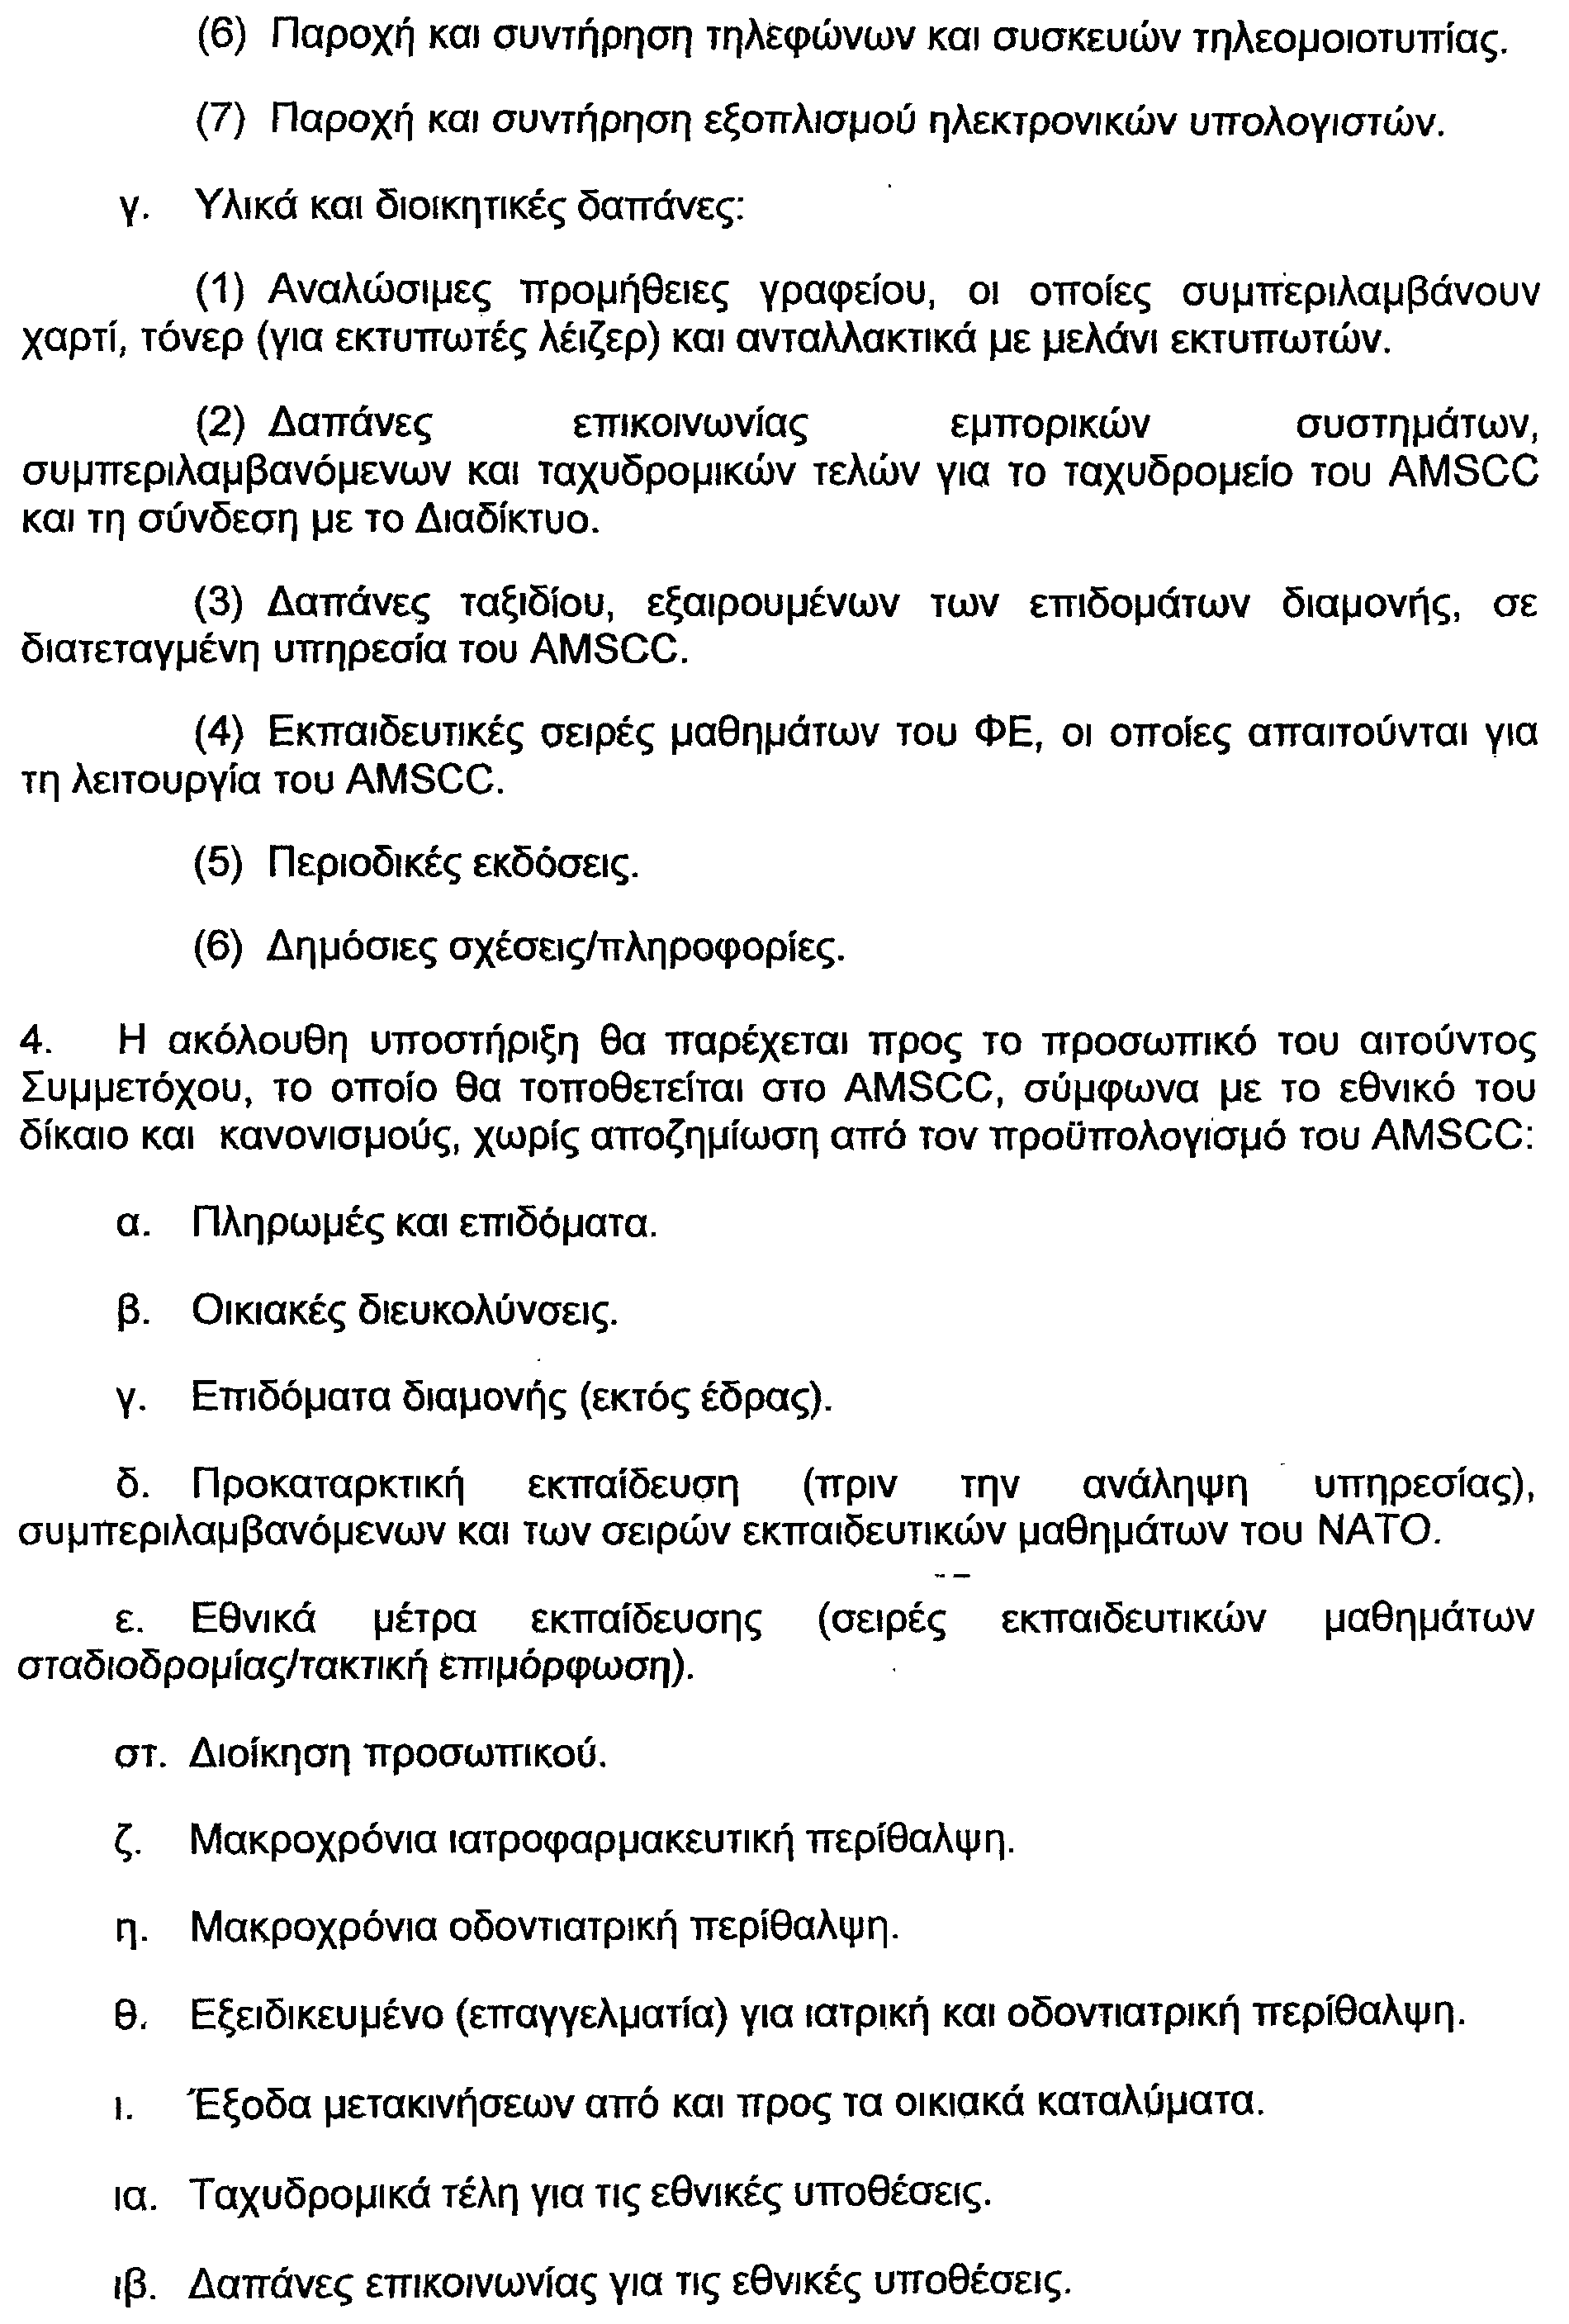 (6) Παροχή και συντήρηση τηλεφώνων και συσκευών τηλεομοιοτυπίας.
(7) Παροχή και συντήρηση εξοπλισμού ηλεκτρονικών υπολογιστών.
γ. Υλικά και διοικητικές δαπάνες:
(1) Αναλώσιμες προμήθειες γραφείου, οι οποίες συμπεριλαμβάνουν
χαρτί, τόνερ (για εκτυπωτές λέιζερ) και ανταλλακτικά με μελάνι εκτυπωτών.
(2) Δαπάνες επικοινωνίας εμπορικών συστημάτων,
συμπεριλαμβανόμενων και ταχυδρομικών τελών για το ταχυδρομείο του AMSCC
και τη σύνδεση με το Διαδίκτυο.
(3) Δαπάνες ταξιδίου, εξαιρουμένων των επιδομάτων διαμονής, σε
διατεταγμένη υπηρεσία του AMSCC.
(4) Εκπαιδευτικές σειρές μαθημάτων του ΦΕ, οι οποίες απαιτούνται για
τη λειτουργία του AMSCC.
(5) Περιοδικές εκδόσεις.
(6) Δημόσιες σχέσεις/πληροφορίες.
4. Η ακόλουθη υποστήριξη θα παρέχεται προς το προσωπικό του αιτούντος
Συμμετόχου, το οποίο θα τοποθετείται στο AMSCC, σύμφωνα με το εθνικό του
δίκαιο και κανονισμούς, χωρίς αποζημίωση από τον προϋπολογισμό του AMSCC:
α. Πληρωμές και επιδόματα.
β. Οικιακές διευκολύνσεις.
γ. Επιδόματα διαμονής (εκτός έδρας).
δ. Προκαταρκτική εκπαίδευση (πριν την ανάληψη υπηρεσίας),
συμπεριλαμβανόμενων και των σειρών εκπαιδευτικών μαθημάτων του ΝΑΤΟ.
ε. Εθνικά μέτρα εκπαίδευσης (σειρές εκπαιδευτικών μαθημάτων
σταδιοδρομίας/τακτική επιμόρφωση).
στ. Διοίκηση προσωπικού.
ζ. Μακροχρόνια ιατροφαρμακευτική περίθαλψη.
η. Μακροχρόνια οδοντιατρική περίθαλψη.
θ. Εξειδικευμένο (επαγγελματία) για ιατρική και οδοντιατρική περίθαλψη.
ι. Έξοδα μετακινήσεων από και προς τα οικιακά καταλύματα.
ια. Ταχυδρομικά τέλη για τις εθνικές υποθέσεις.
ιβ. Δαπάνες επικοινωνίας για τις εθνικές υποθέσεις.